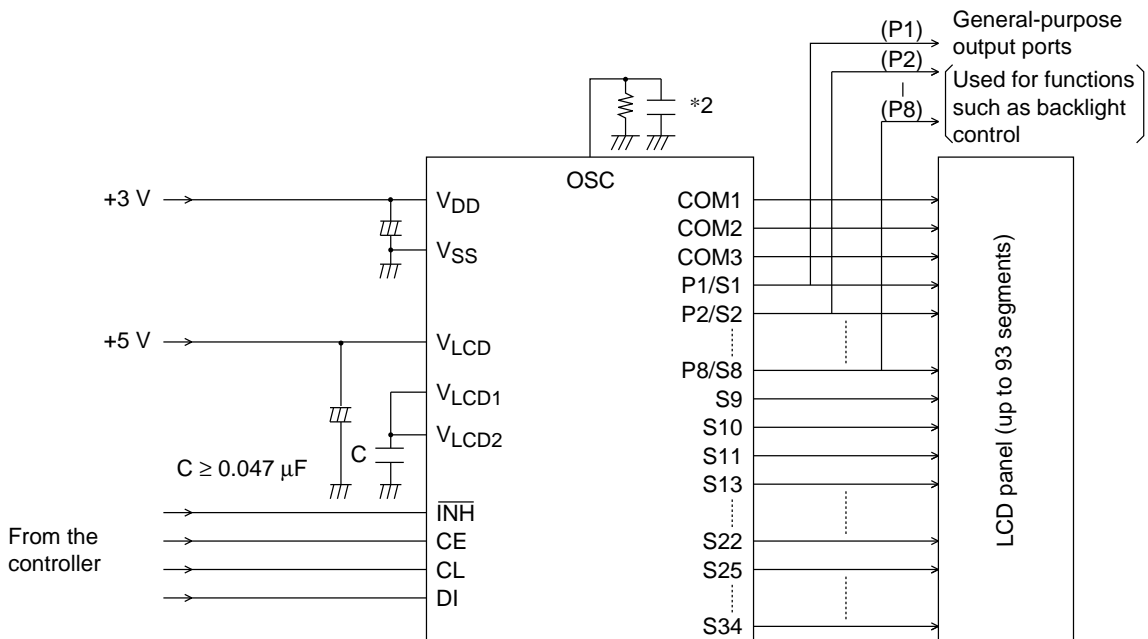 (P1)
General-purpose
output ports
(P2)
(P8)
Used for functions
such as backlight
control
*2
OSC
+3 V
VDD
VSS
+5 V
VLCD
VLCD1
VLCD2
C
C ≥ 0.047 μF
From the
controller
INH
CE
CL
DI
COM1
COM2
COM3
P1/S1
P2/S2
P8/S8
S9
S10
S11
S13
S22
S25
S34
LCD panel (up to 93 segments)